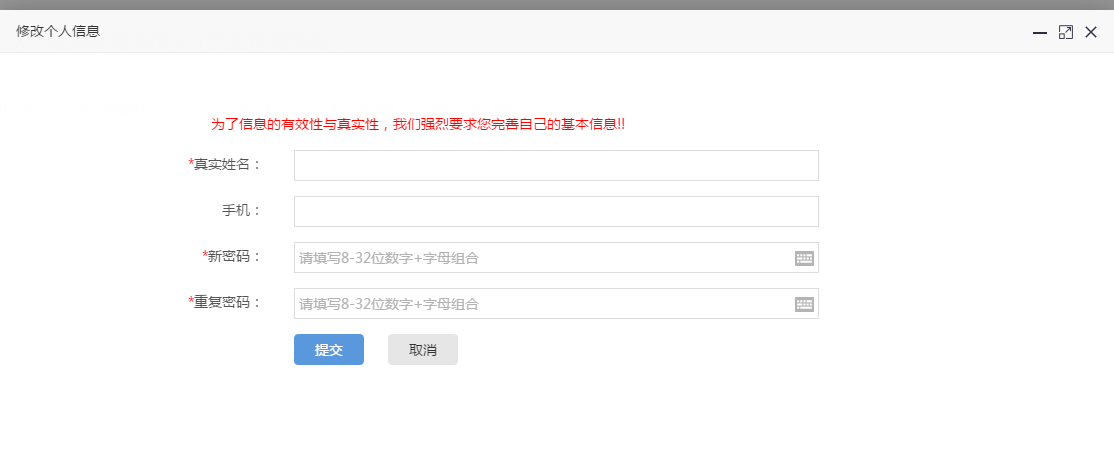 修改个人信息
为了信息的有效性与真实性，我们强烈要求您完善自己的基本信息!!
*真实姓名：
手机：
*新密码：
请填写8-32位数字+字母组合
*重复密码：
请填写8-32位数字+字母组合
提交 取消